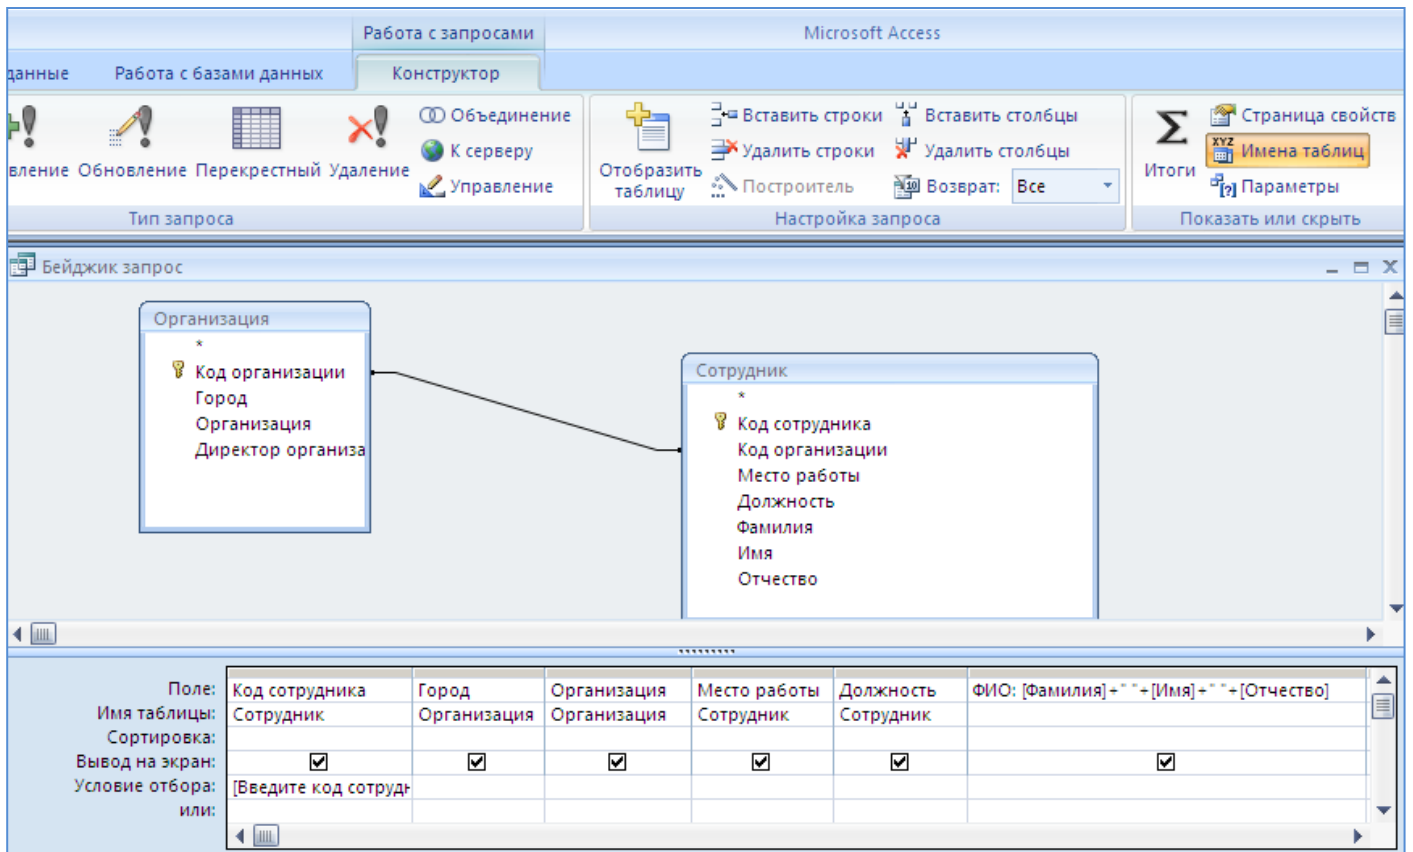 Работа с запросами Microsoft Access
данные Работа с базами данных Конструктор
Объединение Вставить строки Вставить столбцы Страница свойств
К серверу Удалить строки Удалить столбцы XYZ Имена таблиц
вление Обновление Перекрестный Удаление Отобразить таблицу Итоги
Управление Построитель Возврат: Все Параметры
Тип запроса Настройка запроса Показать или скрыть
Бейджик запрос
Организация
*
Код организации
Город
Организация
Директор организа
Сотрудник
*
Код сотрудника
Код организации
Место работы
Должность
Фамилия
Имя
Отчество
Поле: Код сотрудника Город Организация Место работы Должность ФИО: [Фамилия]+" "+[Имя]+" "+[Отчество]
Имя таблицы: Сотрудник Организация Организация Сотрудник Сотрудник
Сортировка:
Вывод на экран:
Условие отбора: [Введите код сотрудн
или: